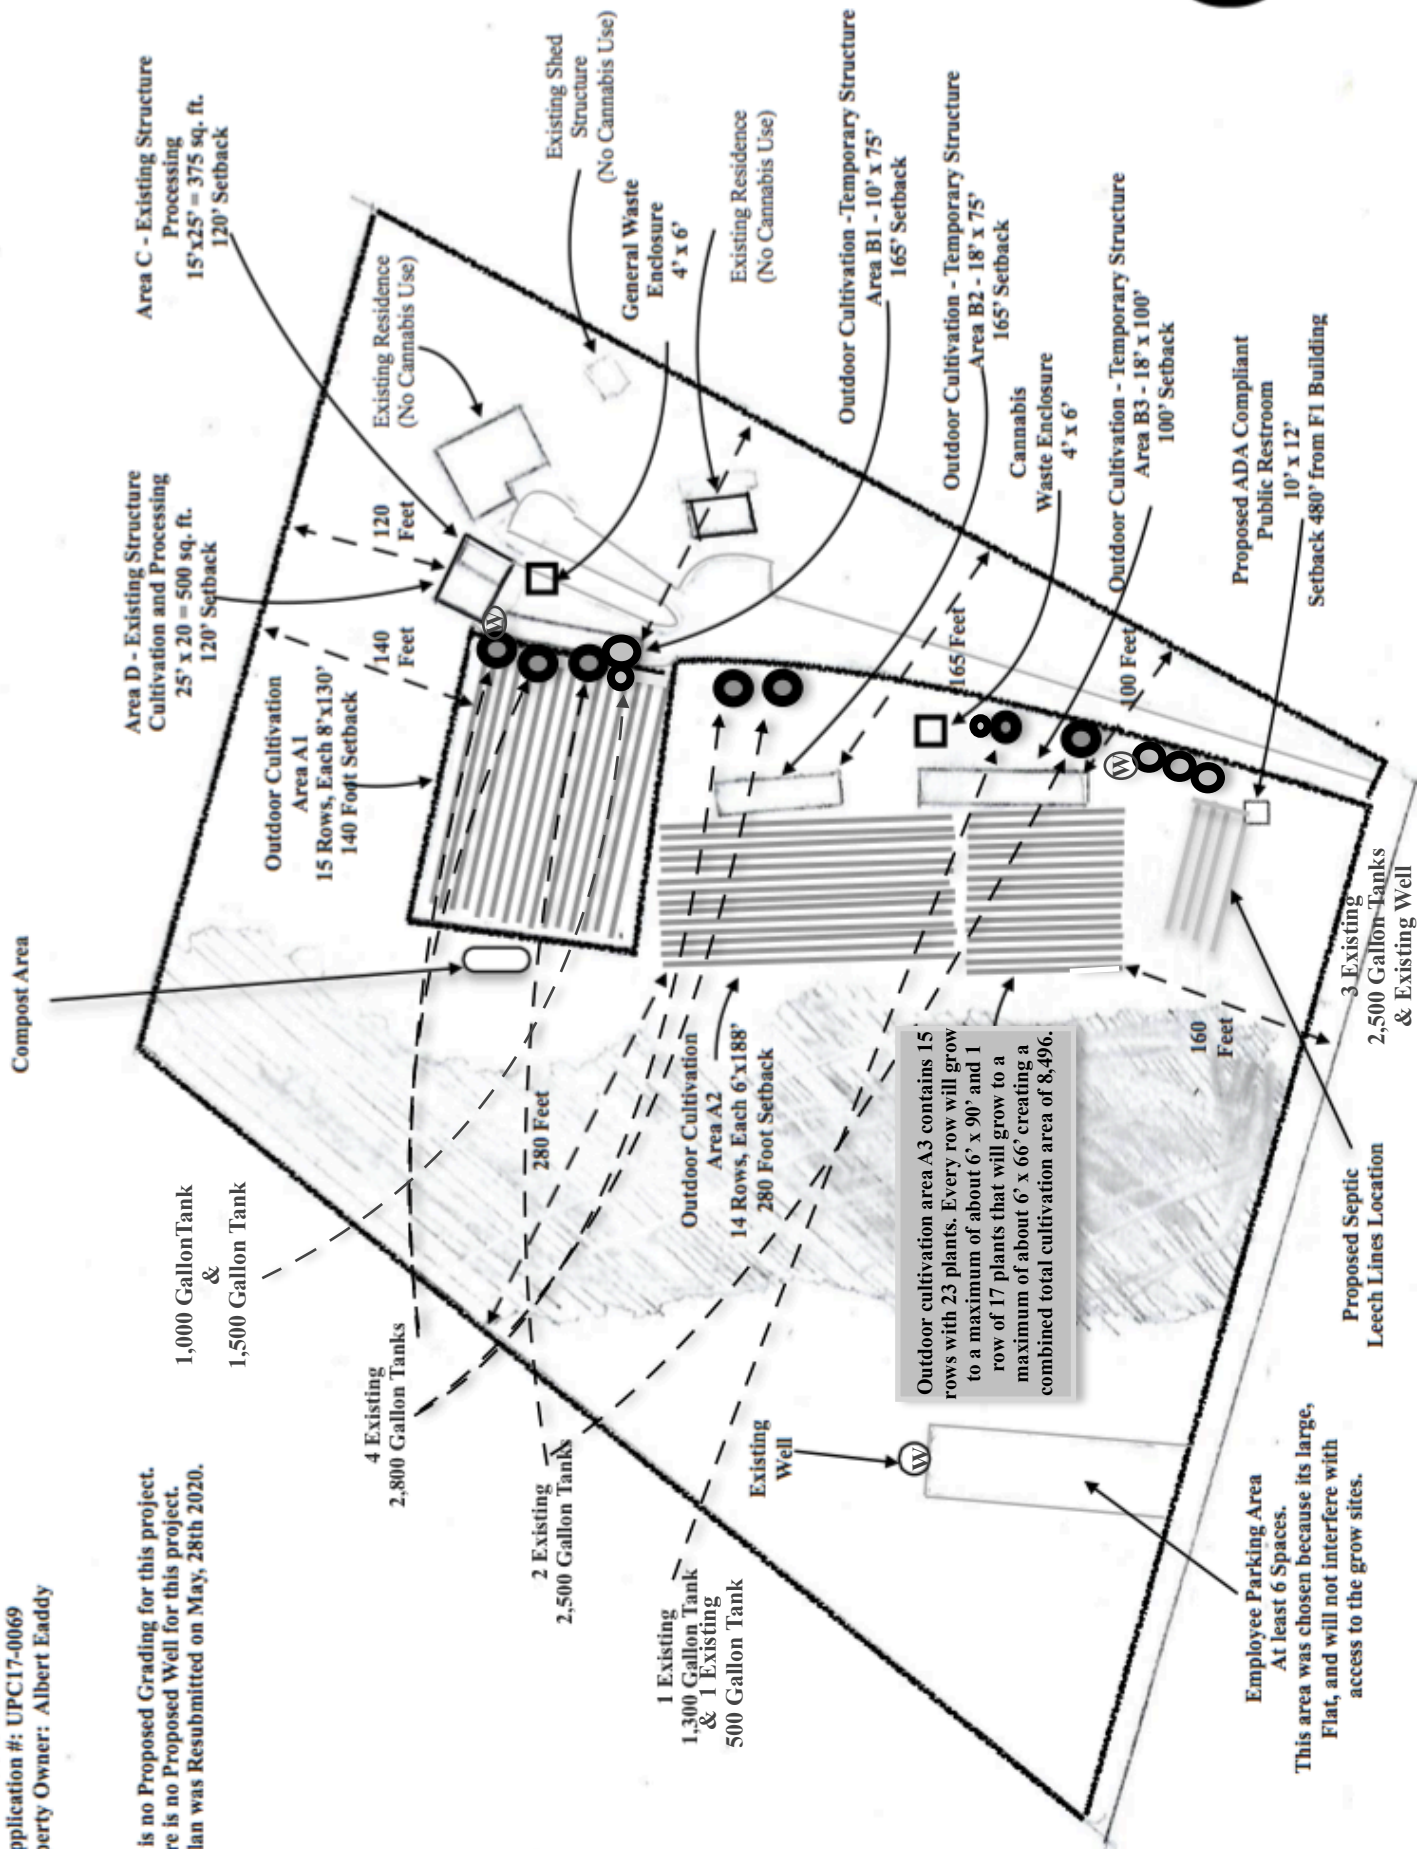 pplication #: UPC17-0069
perty Owner: Albert Eaddy
is no Proposed Grading for this project.
re is no Proposed Well for this project.
lan was Resubmitted on May, 28th 2020.
Compost Area
1,000 GallonTank
&
1,500 Gallon Tank
Area D - Existing Structure
Cultivation and Processing
25' x 20 = 500 sq. ft.
120' Setback
Area C - Existing Structure
Processing
15'x25' = 375 sq. ft.
120' Setback
Outdoor Cultivation
Area A1
15 Rows, Each 8'x130'
140 Foot Setback
140
Feet
120
Feet
Existing Residence
(No Cannabis Use)
4 Existing
2,800 Gallon Tanks
W
Existing Shed
Structure
(No Cannabis Use)
General Waste
Enclosure
4' x 6'
2 Existing
2,500 Gallon Tanks
280 Feet
Existing Residence
(No Cannabis Use)
1 Existing
1,300 Gallon Tank
& 1 Existing
500 Gallon Tank
Outdoor Cultivation
Area A2
14 Rows, Each 6'x188'
280 Foot Setback
Outdoor Cultivation -Temporary Structure
Area B1 - 10' x 75'
165' Setback
Existing
Well
W
Outdoor cultivation area A3 contains 15
rows with 23 plants. Every row will grow
to a maximum of about 6' x 90' and 1
row of 17 plants that will grow to a
maximum of about 6' x 66' creating a
combined total cultivation area of 8,496.
165 Feet
Outdoor Cultivation - Temporary Structure
Area B2 - 18' x 75'
165' Setback
Cannabis
Waste Enclosure
4' x 6'
100 Feet
W
Outdoor Cultivation - Temporary Structure
Area B3 - 18' x 100'
100' Setback
160
Feet
Proposed ADA Compliant
Public Restroom
10' x 12'
Setback 480' from F1 Building
Employee Parking Area
At least 6 Spaces.
This area was chosen because its large,
Flat, and will not interfere with
access to the grow sites.
Proposed Septic
Leech Lines Location
3 Existing
2,500 Gallon Tanks
& Existing Well